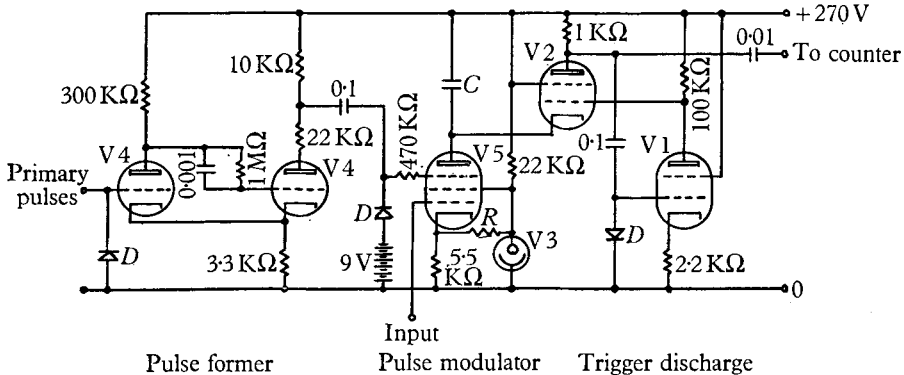 +270 V
1 KΩ
0·01
To counter
V2
10 KΩ
300 KΩ
C
100 KΩ
0·1
22 KΩ
470 KΩ
V5
22 KΩ
0·1
V1
V4
0·001
1 MΩ
V4
Primary
pulses
D
R
D
V3
D
3·3 KΩ
9 V
5·5
KΩ
2·2 KΩ
0
Input
Pulse former
Pulse modulator
Trigger discharge